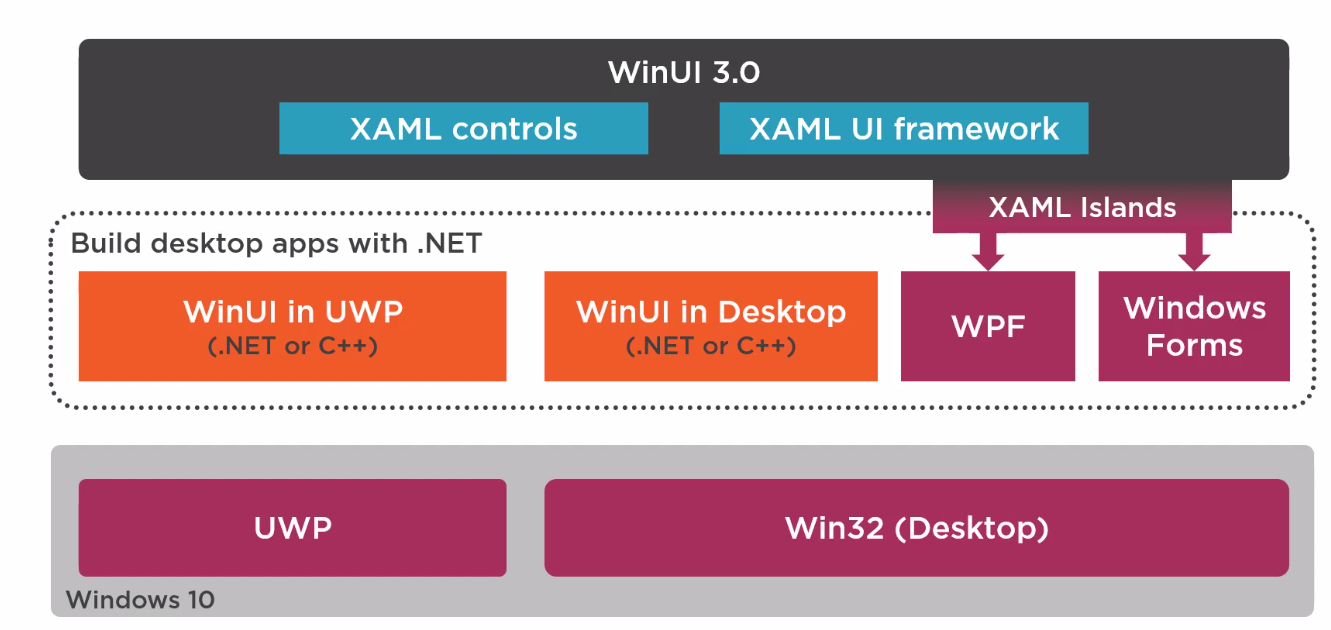 WinUI 3.0
XAML controls
XAML UI framework
XAML Islands
Build desktop apps with .NET
WinUI in UWP
(.NET or C++)
WinUI in Desktop
(.NET or C++)
WPF
Windows
Forms
UWP
Win32 (Desktop)
Windows 10